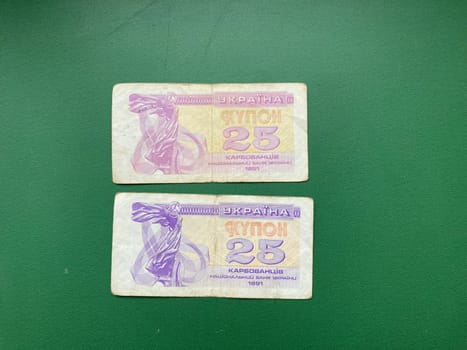 УКРАЇНА
КУПОН
25
КАРБОВАНЦІВ
НАЦІОНАЛЬНИЙ БАНК УКРАЇНИ
1991
УКРАЇНА
КУПОН
25
КАРБОВАНЦІВ
НАЦІОНАЛЬНИЙ БАНК УКРАЇНИ
1991